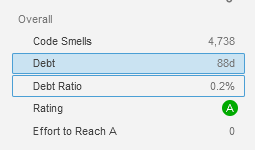 Overall
Code Smells 4,738
Debt 88d
Debt Ratio 0.2%
Rating A
Effort to Reach A 0